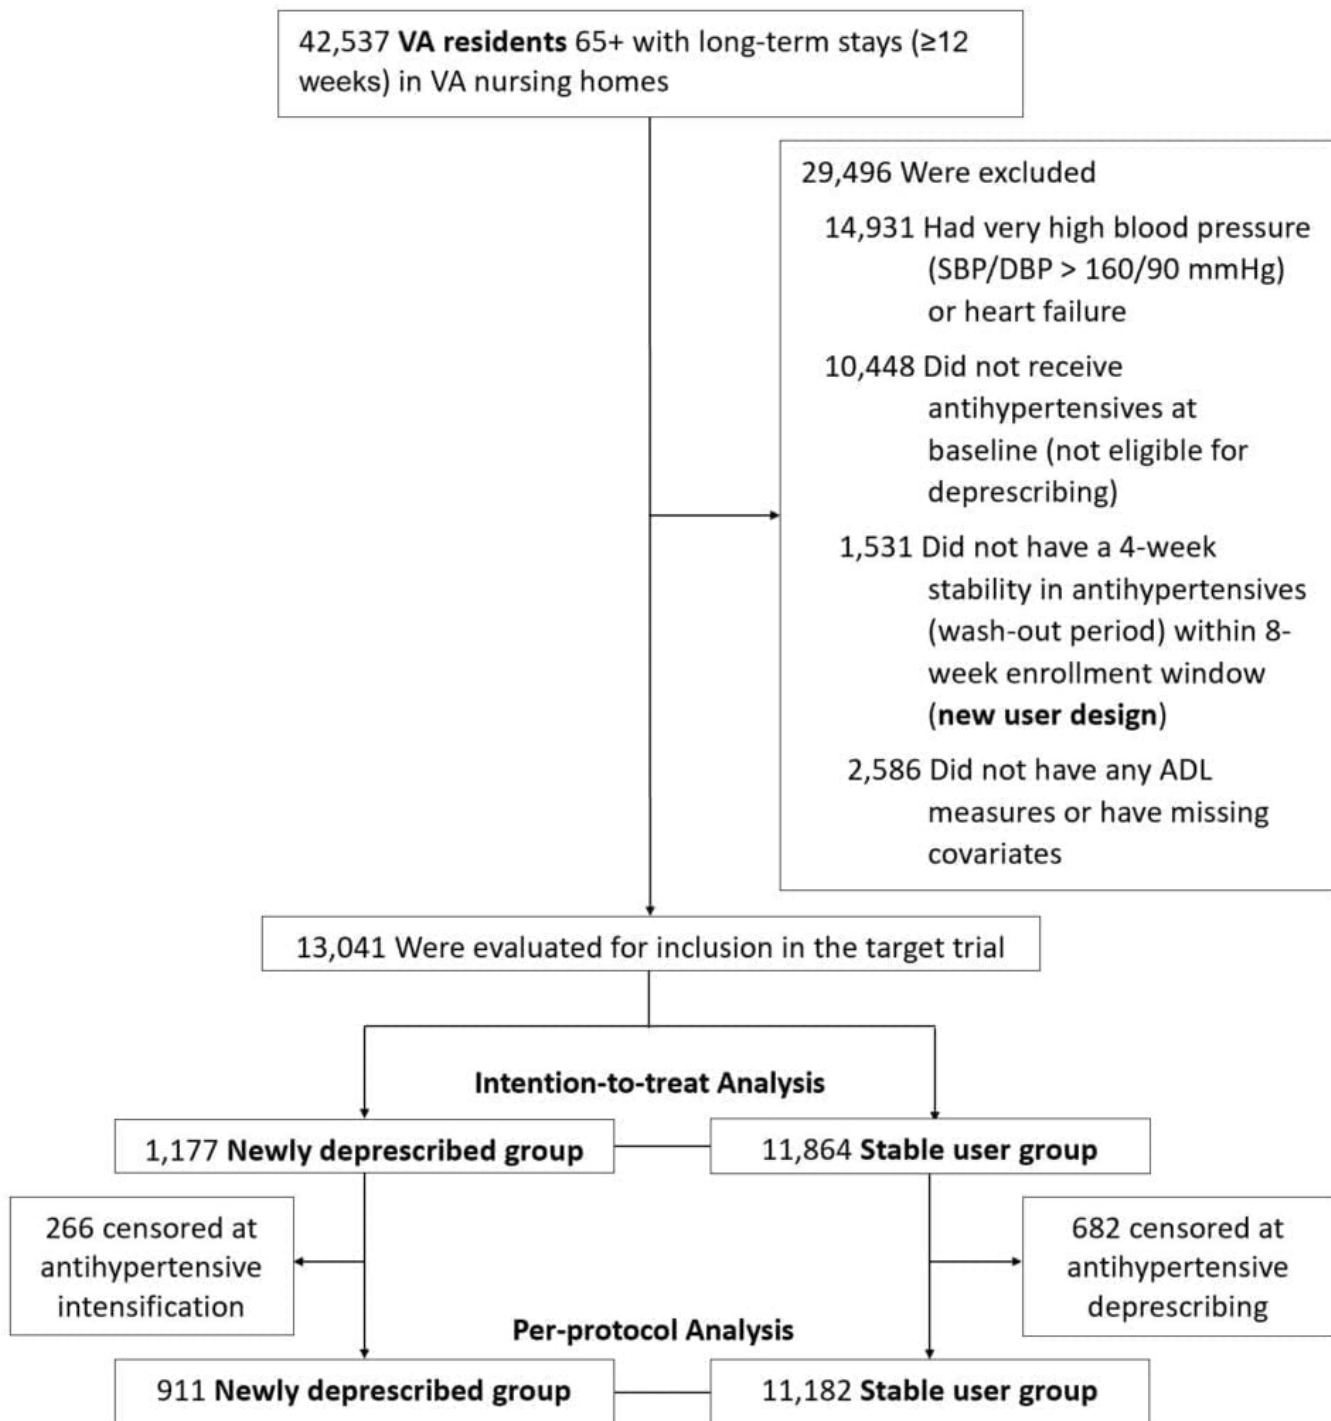 42,537 VA residents 65+ with long-term stays (≥12
weeks) in VA nursing homes
29,496 Were excluded
14,931 Had very high blood pressure
(SBP/DBP > 160/90 mmHg)
or heart failure
10,448 Did not receive
antihypertensives at
baseline (not eligible for
deprescribing)
1,531 Did not have a 4-week
stability in antihypertensives
(wash-out period) within 8-
week enrollment window
(new user design)
2,586 Did not have any ADL
measures or have missing
covariates
13,041 Were evaluated for inclusion in the target trial
Intention-to-treat Analysis
1,177 Newly deprescribed group
11,864 Stable user group
266 censored at
antihypertensive
intensification
682 censored at
antihypertensive
deprescribing
Per-protocol Analysis
911 Newly deprescribed group
11,182 Stable user group